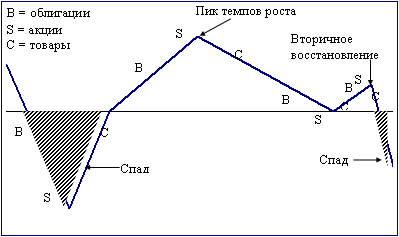 B = облигации
S = акции
C = товары
S
Пик темпов роста
C
B
Вторичное
восстановление
S
B
C
B
C
S
B
C
Спад
Спад
S